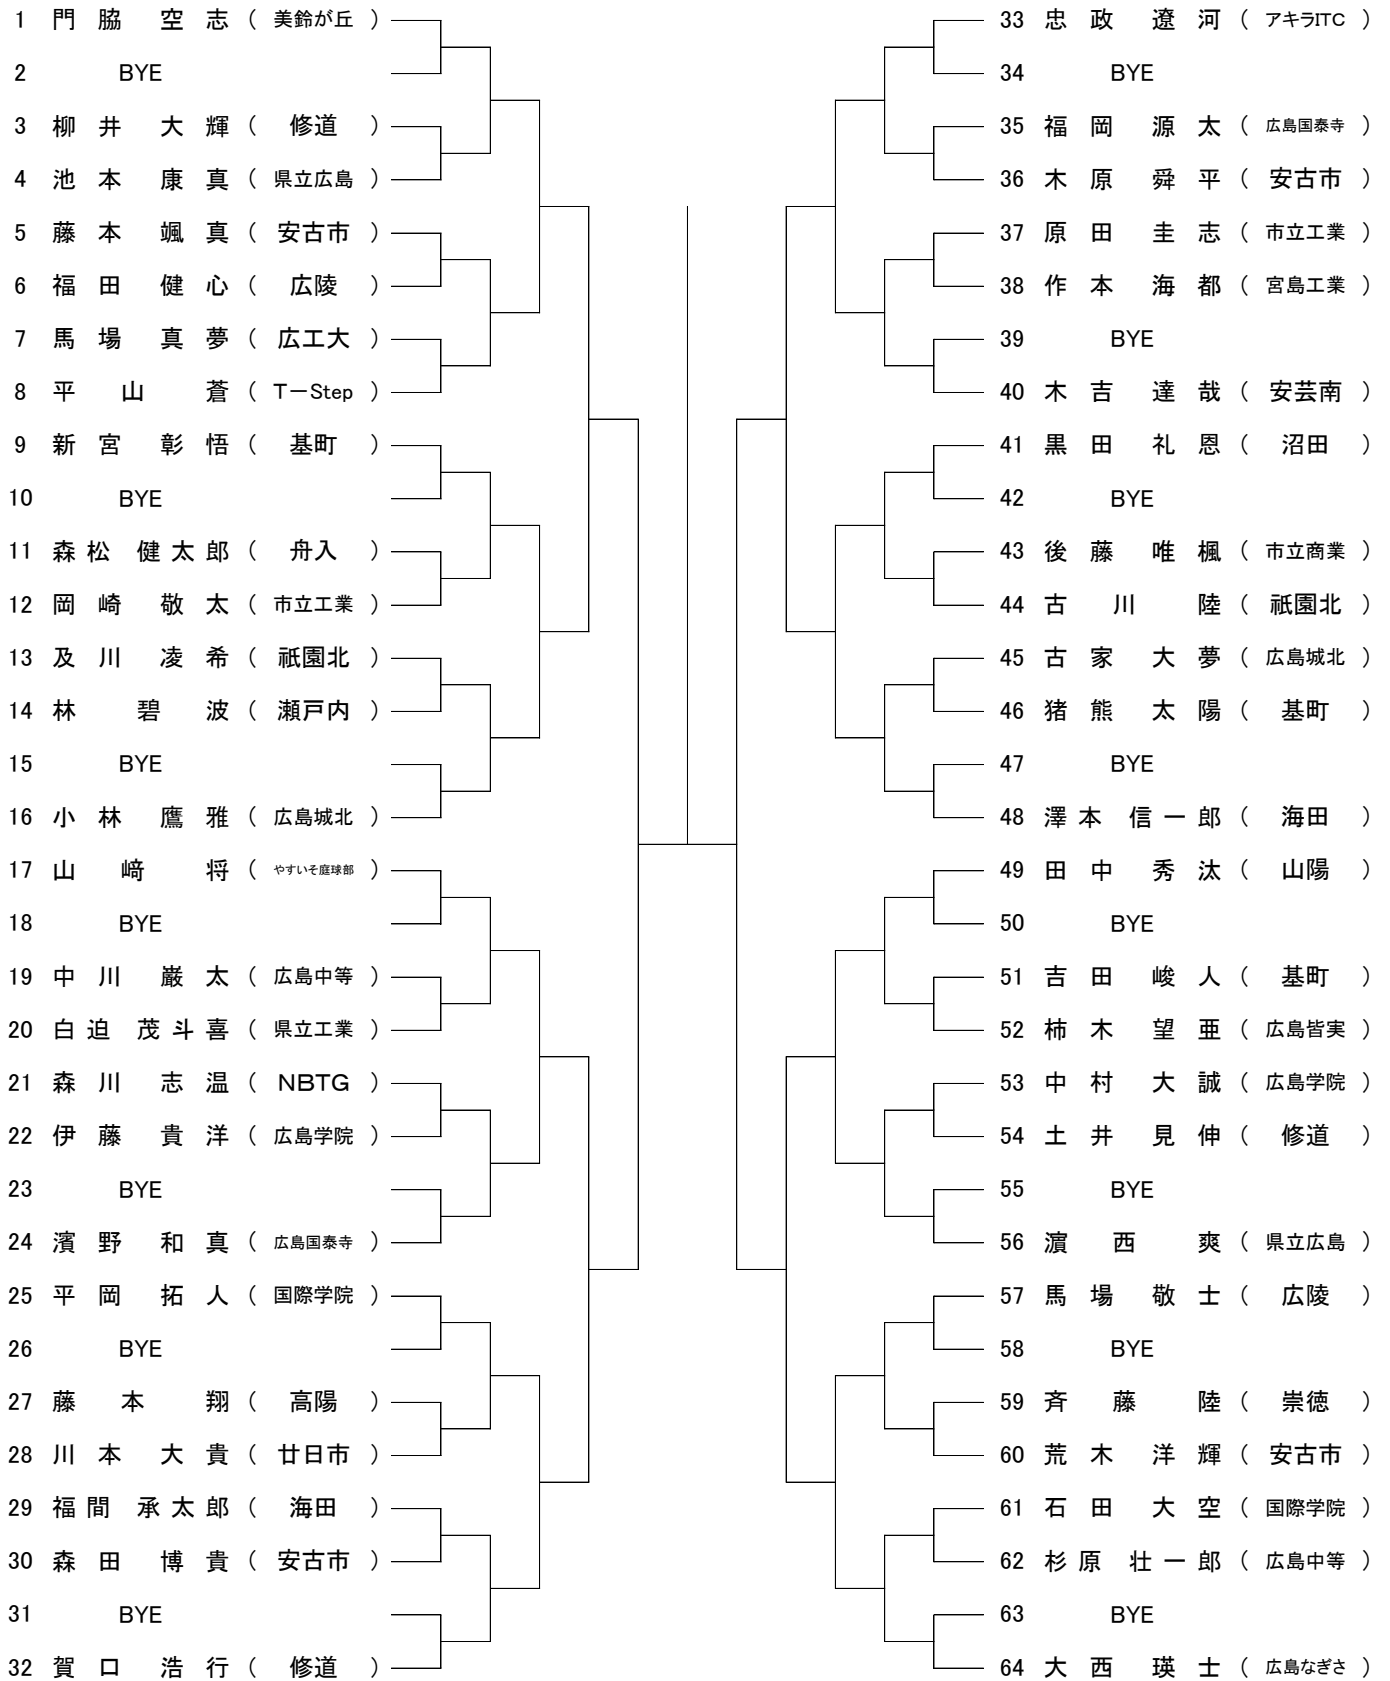 1 門脇 空志 ( 美鈴が丘 )
2 BYE
3 柳井 大輝 ( 修道 )
4 池本 康真 ( 県立広島 )
5 藤本 颯真 ( 安古市 )
6 福田 健心 ( 広陵 )
7 馬場 真夢 ( 広工大 )
8 平山 蒼 ( T－Step )
9 新宮 彰悟 ( 基町 )
10 BYE
11 森松 健太郎 ( 舟入 )
12 岡崎 敬太 ( 市立工業 )
13 及川 凌希 ( 祇園北 )
14 林 碧波 ( 瀬戸内 )
15 BYE
16 小林 鷹雅 ( 広島城北 )
17 山﨑 将 ( やすいそ庭球部 )
18 BYE
19 中川 巌太 ( 広島中等 )
20 白迫 茂斗喜 ( 県立工業 )
21 森川 志温 ( NBTG )
22 伊藤 貴洋 ( 広島学院 )
23 BYE
24 濱野 和真 ( 広島国泰寺 )
25 平岡 拓人 ( 国際学院 )
26 BYE
27 藤本 翔 ( 高陽 )
28 川本 大貴 ( 廿日市 )
29 福間 承太郎 ( 海田 )
30 森田 博貴 ( 安古市 )
31 BYE
32 賀口 浩行 ( 修道 )
33 忠政 遼河 ( アキラITC )
34 BYE
35 福岡 源太 ( 広島国泰寺 )
36 木原 舜平 ( 安古市 )
37 原田 圭志 ( 市立工業 )
38 作本 海都 ( 宮島工業 )
39 BYE
40 木吉 達哉 ( 安芸南 )
41 黒田 礼恩 ( 沼田 )
42 BYE
43 後藤 唯楓 ( 市立商業 )
44 古川 陸 ( 祇園北 )
45 古家 大夢 ( 広島城北 )
46 猪熊 太陽 ( 基町 )
47 BYE
48 澤本 信一郎 ( 海田 )
49 田中 秀汰 ( 山陽 )
50 BYE
51 吉田 峻人 ( 基町 )
52 柿木 望亜 ( 広島皆実 )
53 中村 大誠 ( 広島学院 )
54 土井 見伸 ( 修道 )
55 BYE
56 濵西 爽 ( 県立広島 )
57 馬場 敬士 ( 広陵 )
58 BYE
59 斉藤 陸 ( 崇徳 )
60 荒木 洋輝 ( 安古市 )
61 石田 大空 ( 国際学院 )
62 杉原 壮一郎 ( 広島中等 )
63 BYE
64 大西 瑛士 ( 広島なぎさ )